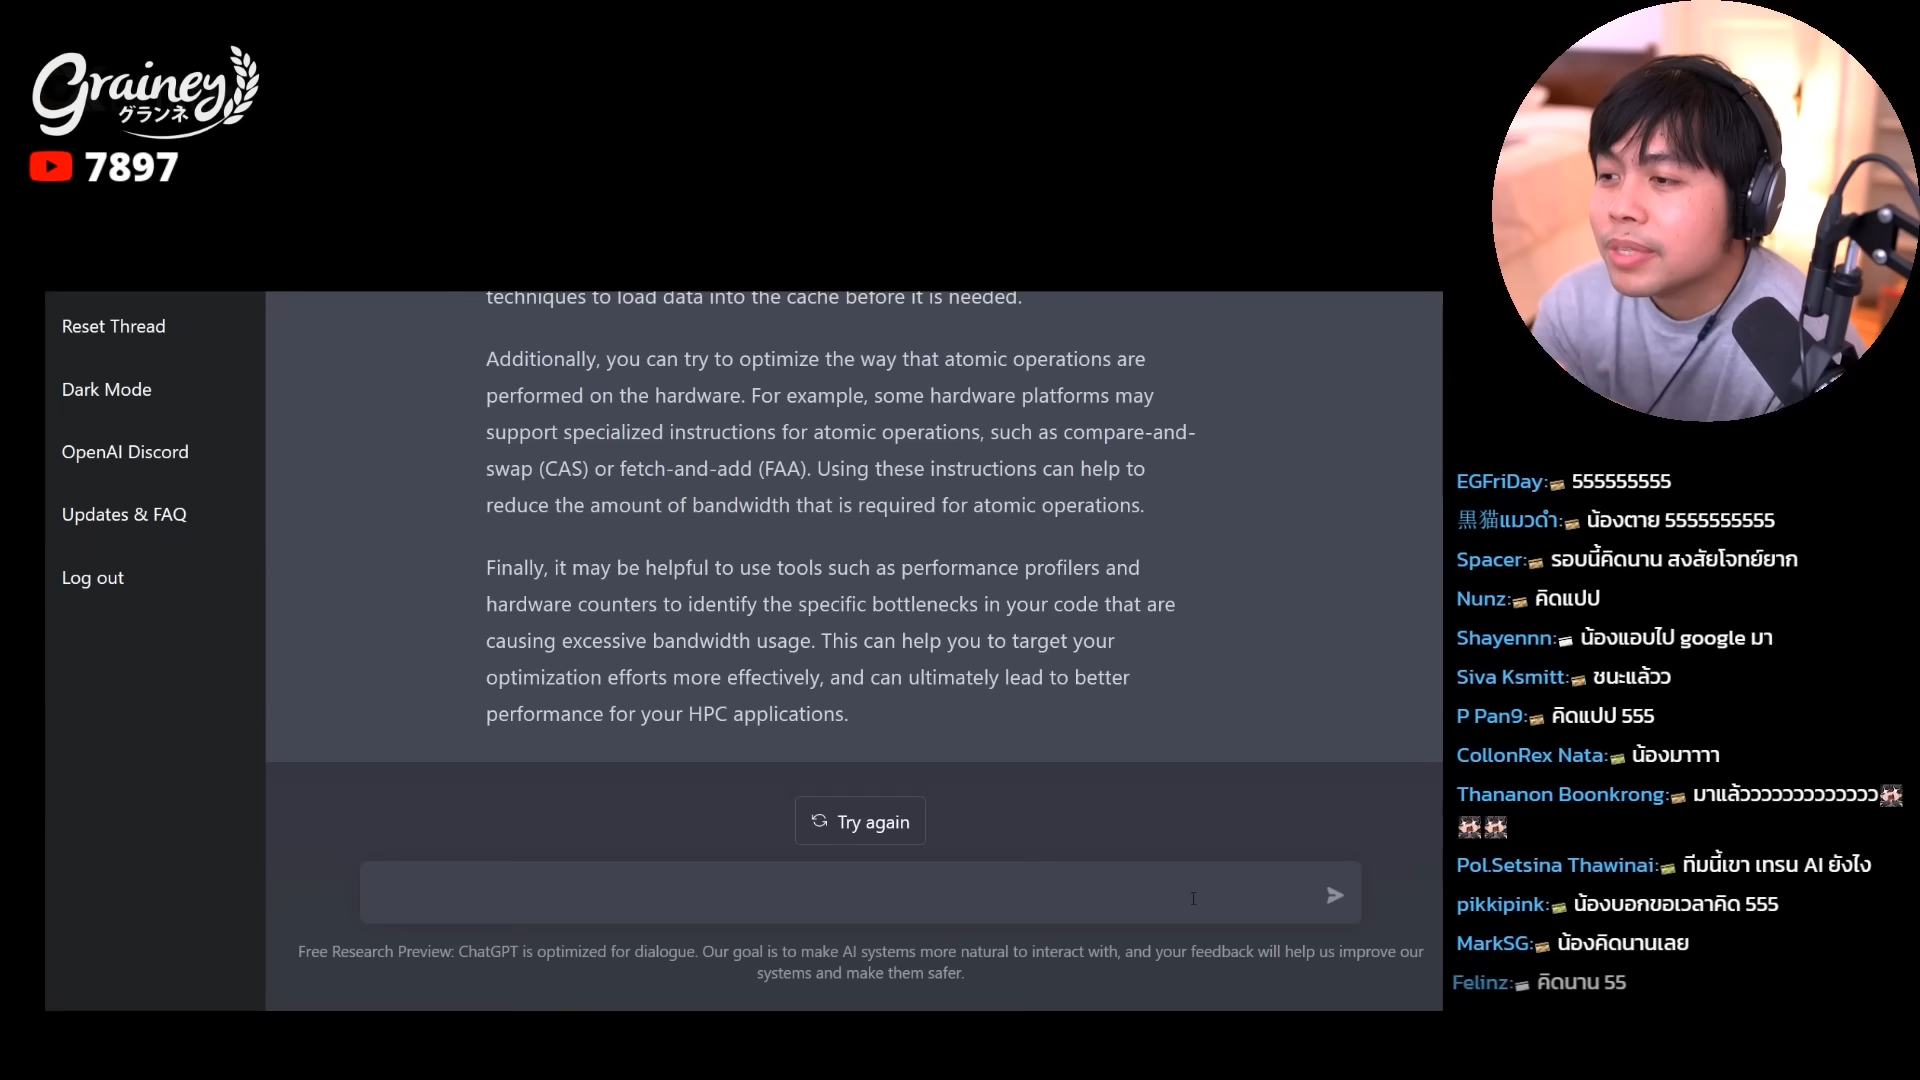 Grainey
グランネ
7897
Reset Thread
Dark Mode
OpenAI Discord
Updates & FAQ
Log out
techniques to load data into the cache before it is needed.
Additionally, you can try to optimize the way that atomic operations are
performed on the hardware. For example, some hardware platforms may
support specialized instructions for atomic operations, such as compare-and-
swap (CAS) or fetch-and-add (FAA). Using these instructions can help to
reduce the amount of bandwidth that is required for atomic operations.
Finally, it may be helpful to use tools such as performance profilers and
hardware counters to identify the specific bottlenecks in your code that are
causing excessive bandwidth usage. This can help you to target your
optimization efforts more effectively, and can ultimately lead to better
performance for your HPC applications.
Try again
Free Research Preview: ChatGPT is optimized for dialogue. Our goal is to make AI systems more natural to interact with, and your feedback will help us improve our
systems and make them safer.
EGFriDay: 555555555
黒猫แมวดำ: น้องตาย 5555555555
Spacer: รอบนี้คิดนาน สงสัยโจทย์ยาก
Nunz: คิดแปป
Shayennn: น้องแอบไป google มา
Siva Ksmitt: ชนะแล้วว
P Pan9: คิดแปป 555
CollonRex Nata: น้องมาาาา
Thananon Boonkrong: มาแล้วววววววววววววว
Pol.Setsina Thawinai: ทีมนี้เขา เทรน AI ยังไง
pikkipink: น้องบอกขอเวลาคิด 555
MarkSG: น้องคิดนานเลย
Felinz: คิดนาน 55